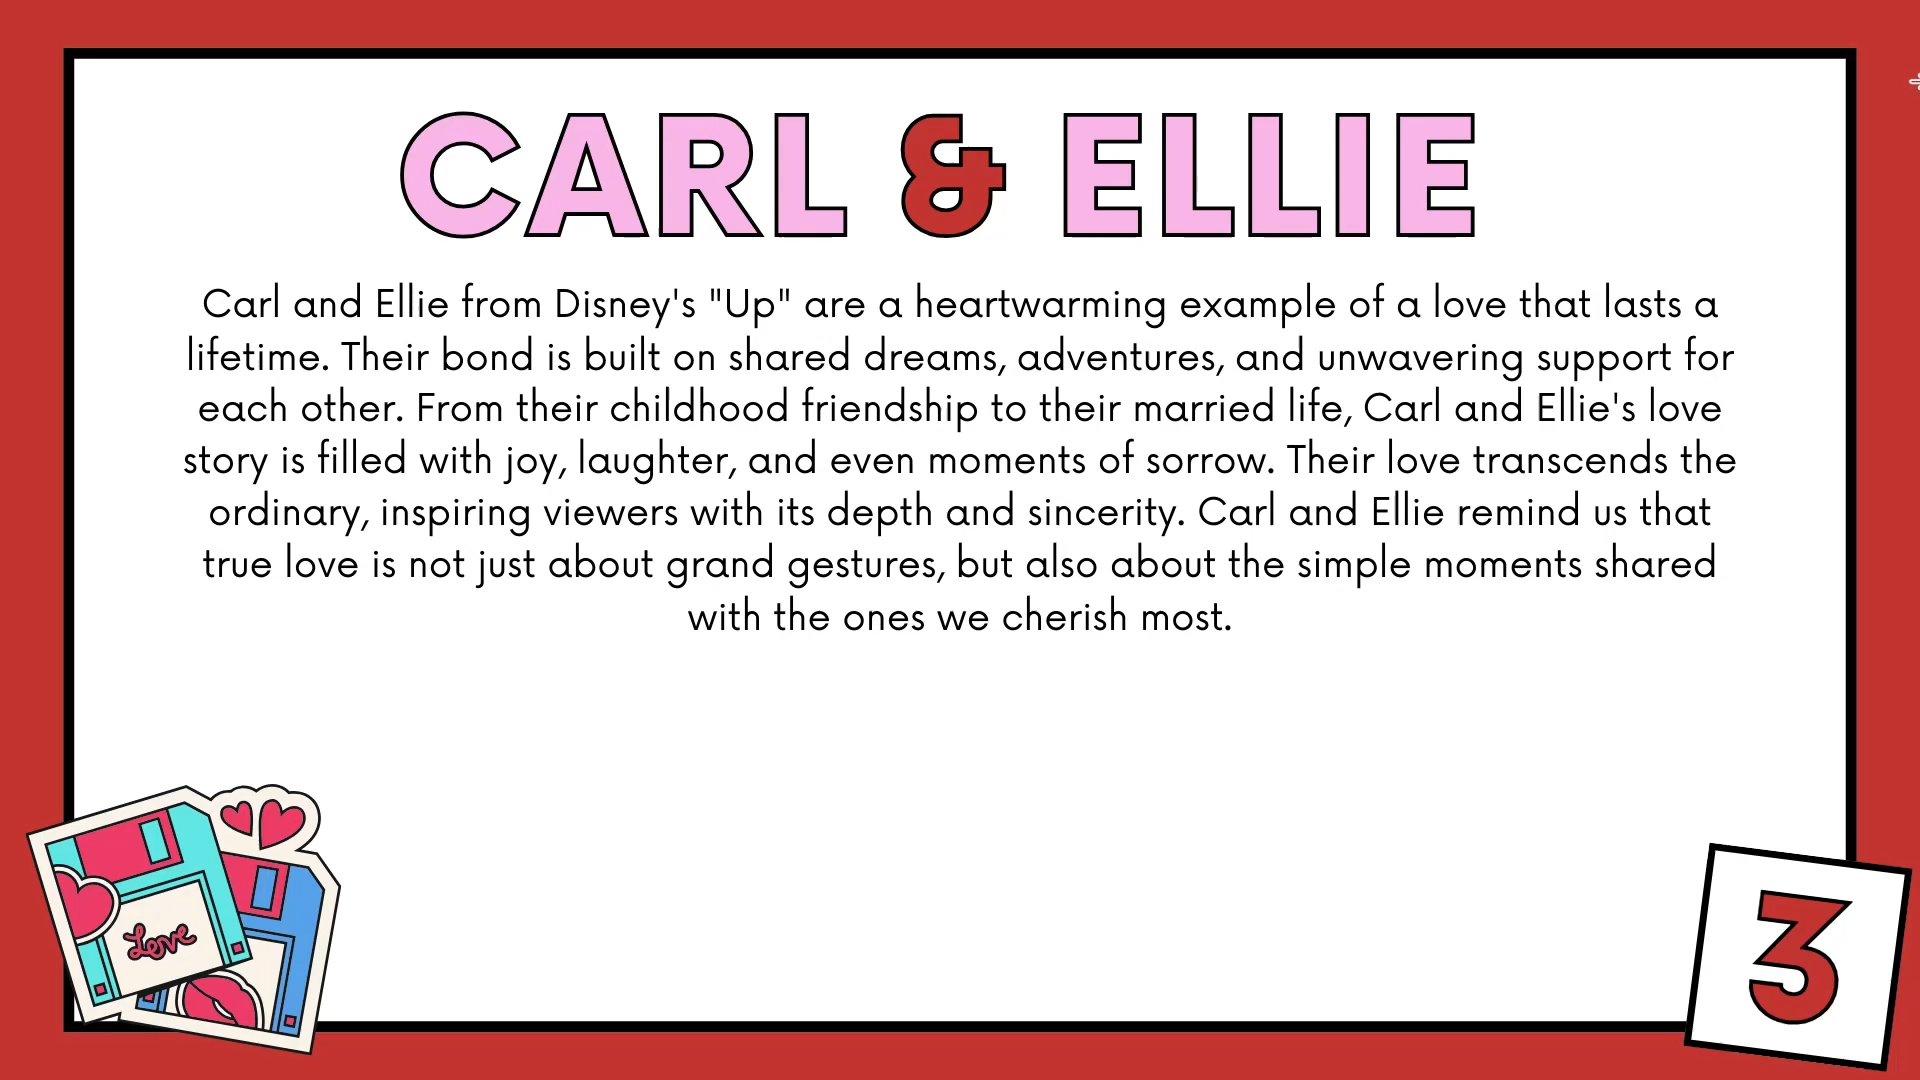 CARL & ELLIE
Carl and Ellie from Disney's "Up" are a heartwarming example of a love that lasts a
lifetime. Their bond is built on shared dreams, adventures, and unwavering support for
each other. From their childhood friendship to their married life, Carl and Ellie's love
story is filled with joy, laughter, and even moments of sorrow. Their love transcends the
ordinary, inspiring viewers with its depth and sincerity. Carl and Ellie remind us that
true love is not just about grand gestures, but also about the simple moments shared
with the ones we cherish most.
Love
3